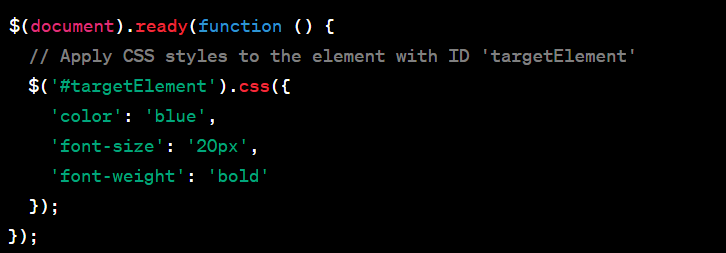 $(document).ready(function () {
  // Apply CSS styles to the element with ID 'targetElement'
  $('#targetElement').css({
    'color': 'blue',
    'font-size': '20px',
    'font-weight': 'bold'
  });
});